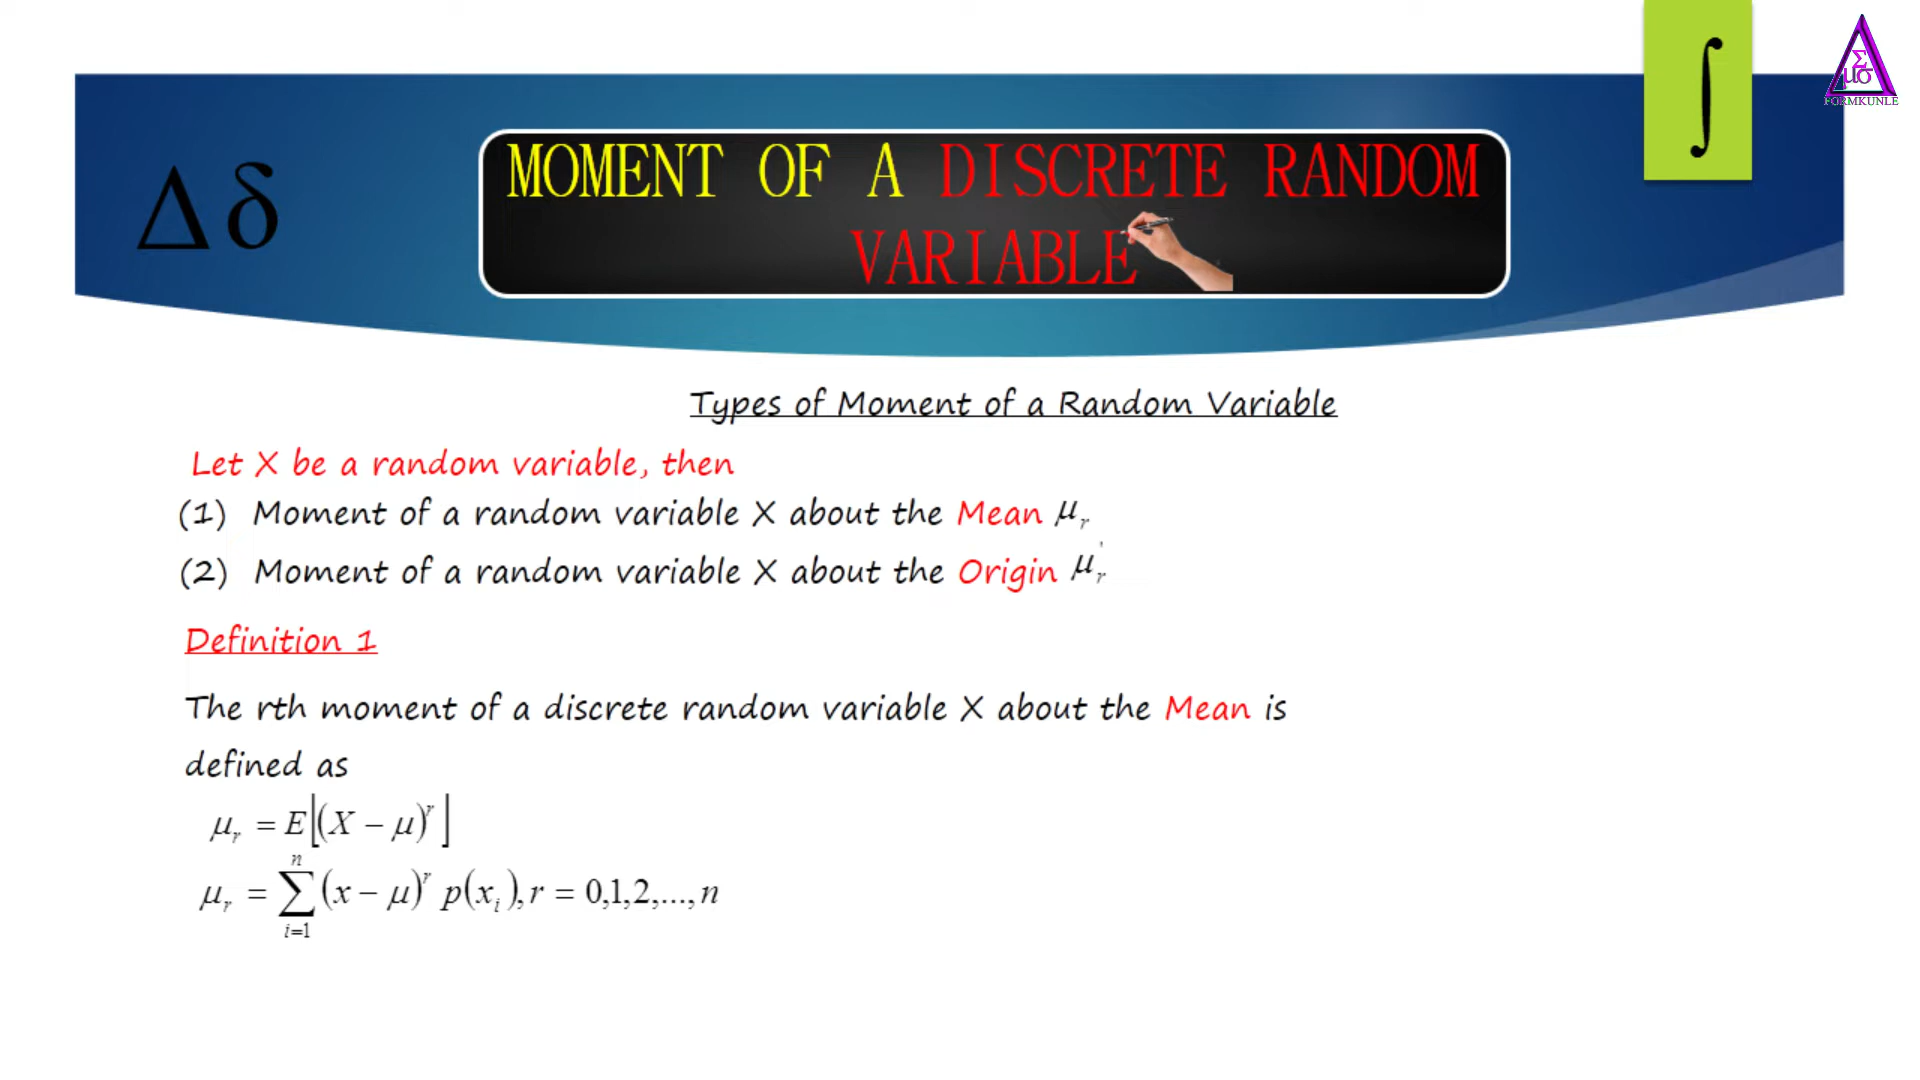 ∫
Σ
μσ
FORMKUNLE
Δδ
MOMENT OF A DISCRETE RANDOM
VARIABLE
Types of Moment of a Random Variable
Let X be a random variable, then
(1) Moment of a random variable X about the Mean μ_r
(2) Moment of a random variable X about the Origin μ'_r
Definition 1
The rth moment of a discrete random variable X about the Mean is
defined as
μ_r = E[(X − μ)^r]
μ_r = ∑_{i=1}^{n} (x − μ)^r p(x_i), r = 0,1,2,..., n